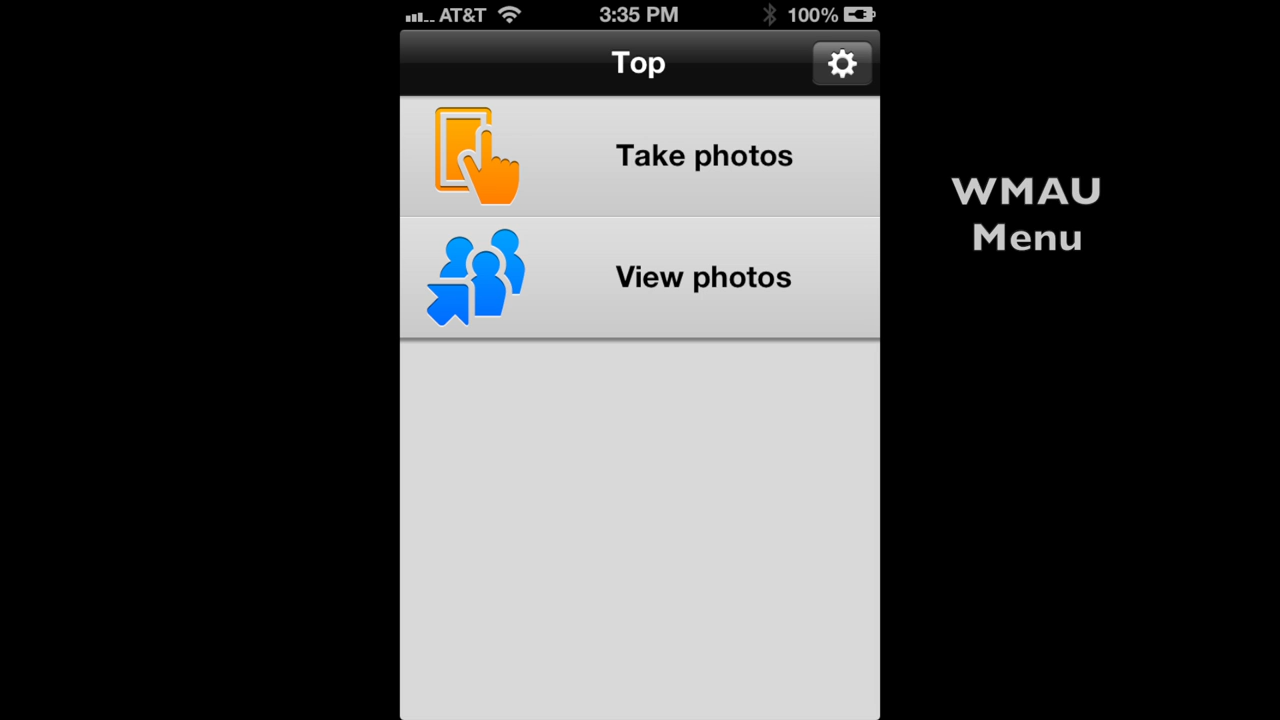 AT&T 3:35 PM 100%
Top
Take photos
View photos
WMAU
Menu